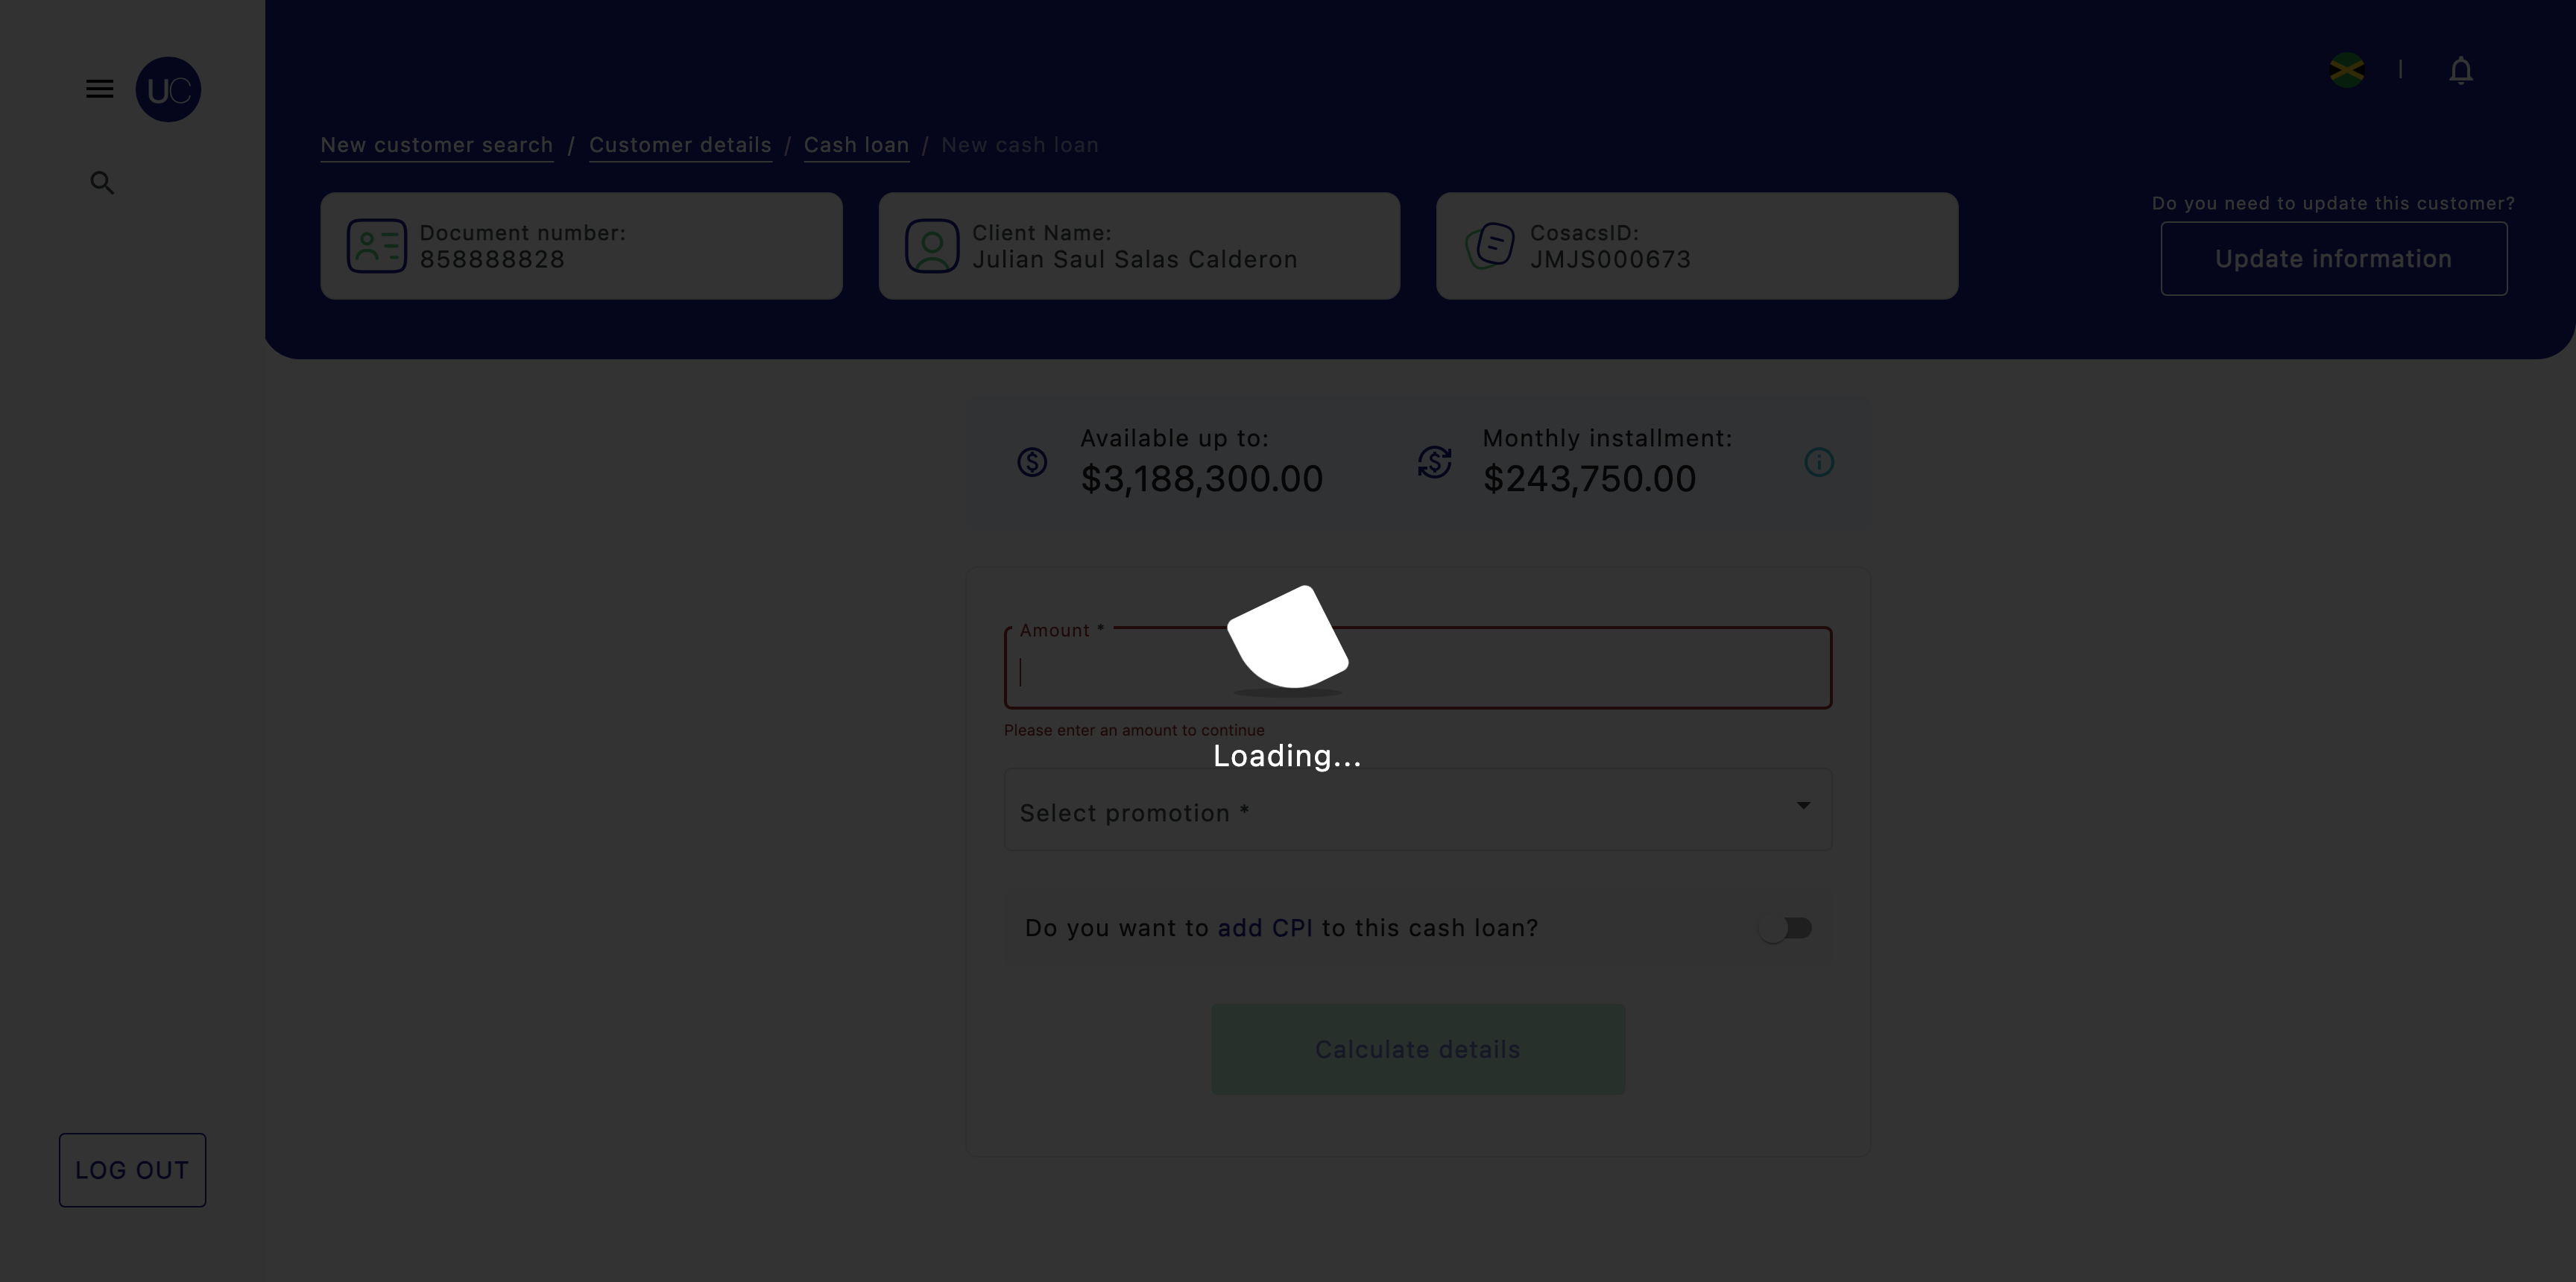 UC
New customer search / Customer details / Cash loan / New cash loan
Document number:
858888828
Client Name:
Julian Saul Salas Calderon
CosacsID:
JMJS000673
Do you need to update this customer?
Update information
Available up to:
$3,188,300.00
Monthly installment:
$243,750.00
Amount *
Please enter an amount to continue
Loading...
Select promotion *
Do you want to add CPI to this cash loan?
Calculate details
LOG OUT